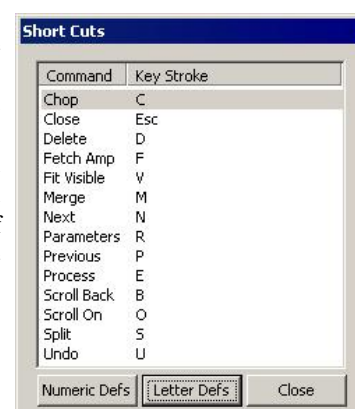 Short Cuts
Command Key Stroke
Chop C
Close Esc
Delete D
Fetch Amp F
Fit Visible V
Merge M
Next N
Parameters R
Previous P
Process E
Scroll Back B
Scroll On O
Split S
Undo U
Numeric Defs Letter Defs Close